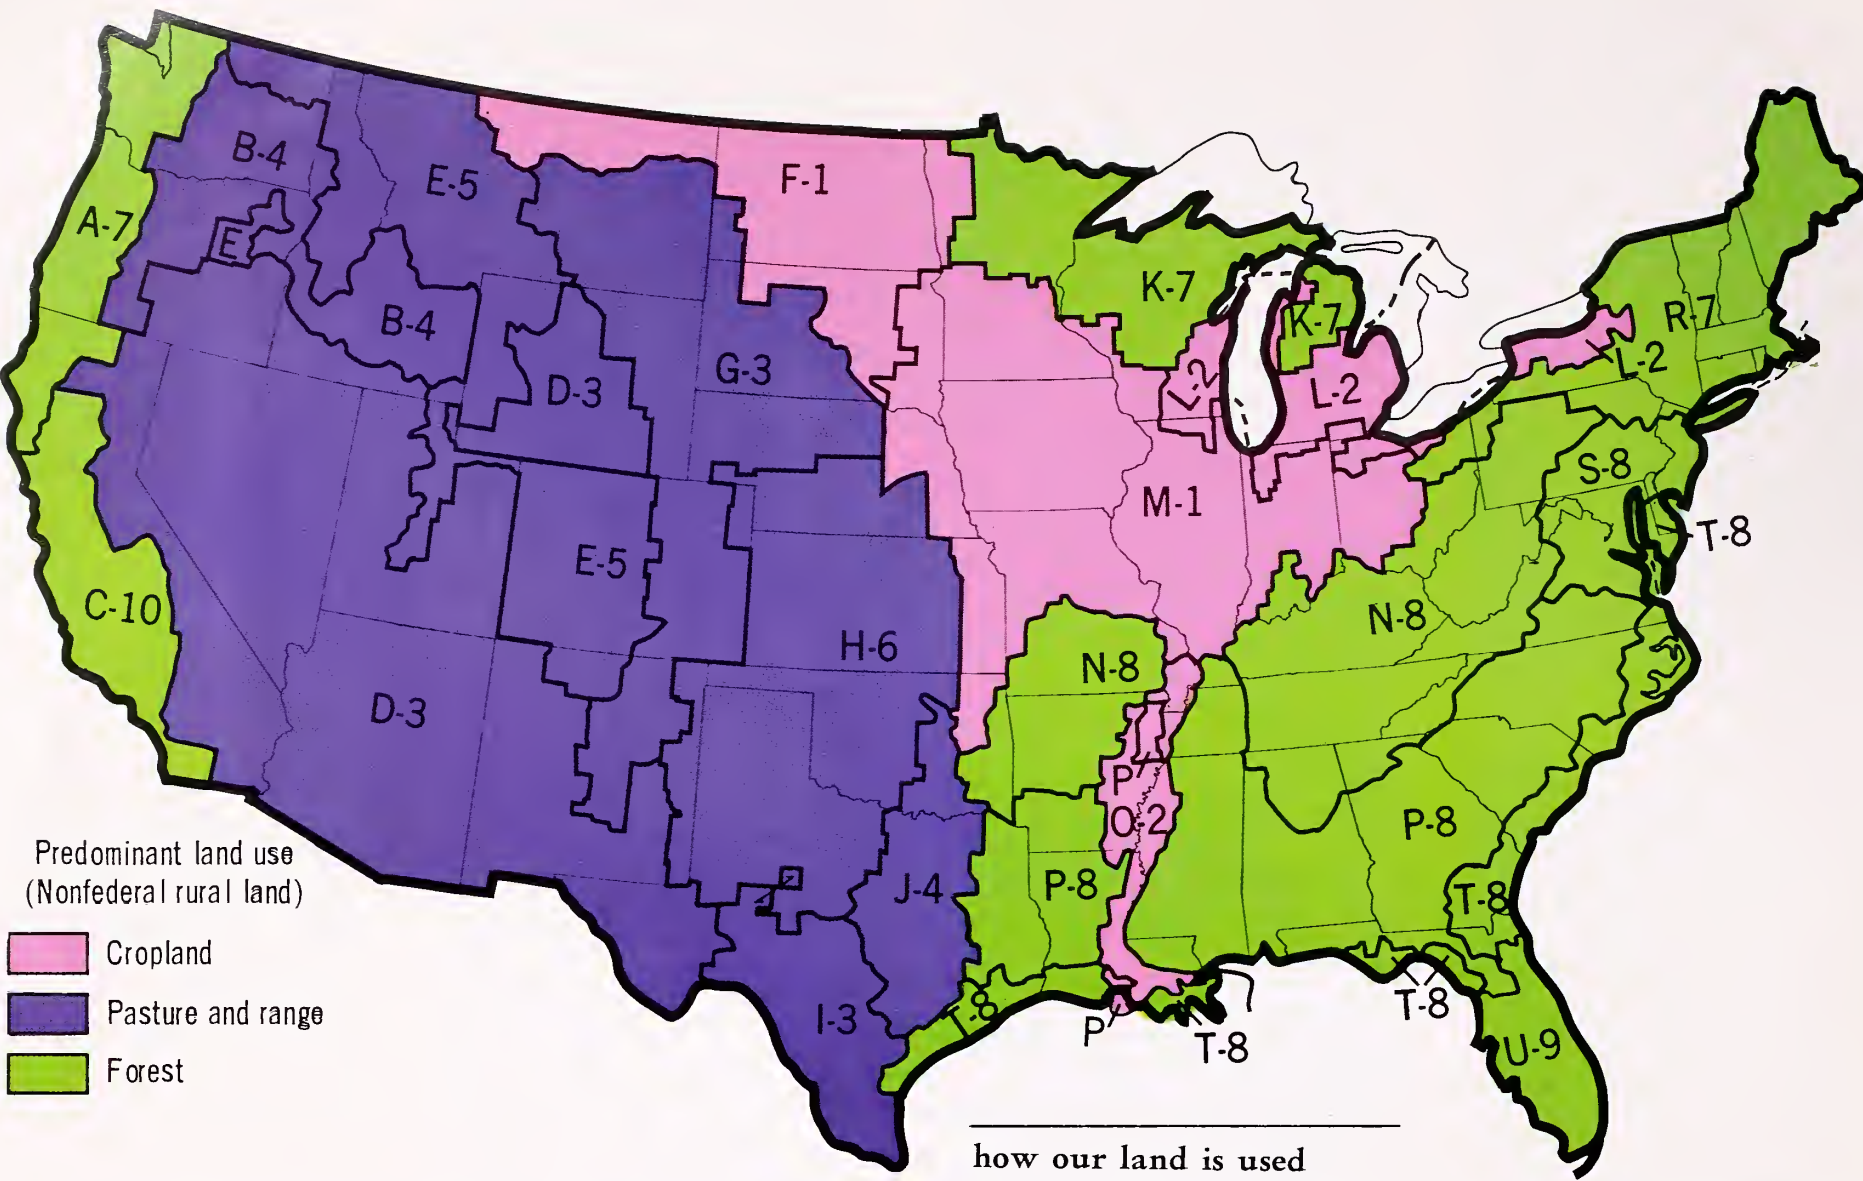 B-4
E-5
F-1
A-7
E
K-7
K-7
R-7
B-4
G-3
D-3
L-2
L-2
L-2
S-8
M-1
T-8
E-5
C-10
H-6
N-8
N-8
D-3
P
O-2
P-8
J-4
P-8
T-8
I-3
T-8
P
T-8
T-8
U-9
Predominant land use
(Nonfederal rural land)
Cropland
Pasture and range
Forest
how our land is used